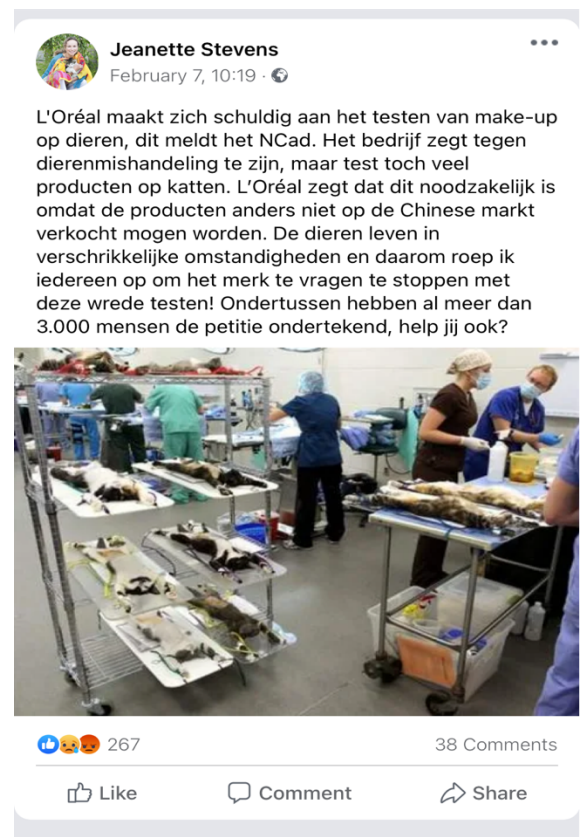 Jeanette Stevens
February 7, 10:19 ·
L'Oréal maakt zich schuldig aan het testen van make-up
op dieren, dit meldt het NCad. Het bedrijf zegt tegen
dierenmishandeling te zijn, maar test toch veel
producten op katten. L’Oréal zegt dat dit noodzakelijk is
omdat de producten anders niet op de Chinese markt
verkocht mogen worden. De dieren leven in
verschrikkelijke omstandigheden en daarom roep ik
iedereen op om het merk te vragen te stoppen met
deze wrede testen! Ondertussen hebben al meer dan
3.000 mensen de petitie ondertekend, help jij ook?
267
38 Comments
Like
Comment
Share